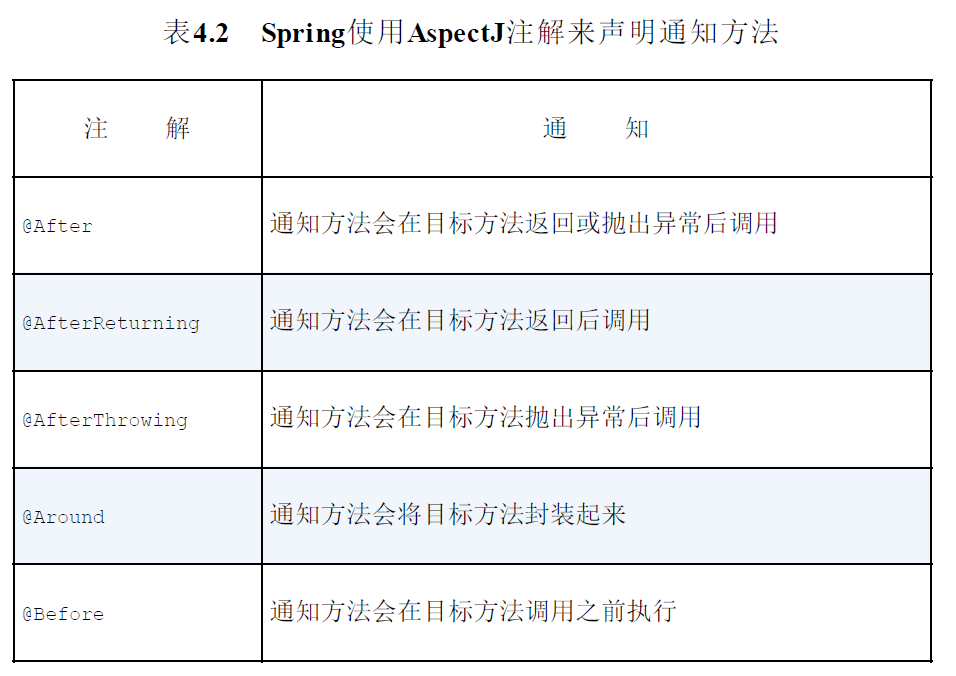 表4.2 Spring使用AspectJ注解来声明通知方法
注 解 通 知
@After 通知方法会在目标方法返回或抛出异常后调用
@AfterReturning 通知方法会在目标方法返回后调用
@AfterThrowing 通知方法会在目标方法抛出异常后调用
@Around 通知方法会将目标方法封装起来
@Before 通知方法会在目标方法调用之前执行